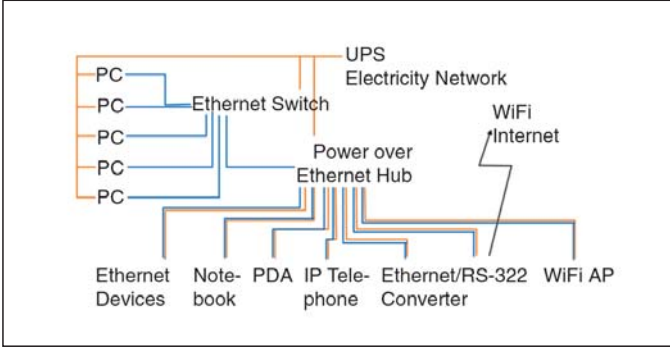 UPS
Electricity Network
PC
PC
PC
PC
PC
Ethernet Switch
WiFi
Internet
Power over
Ethernet Hub
Ethernet
Devices
Note-
book
PDA
IP Tele-
phone
Ethernet/RS-322
Converter
WiFi AP